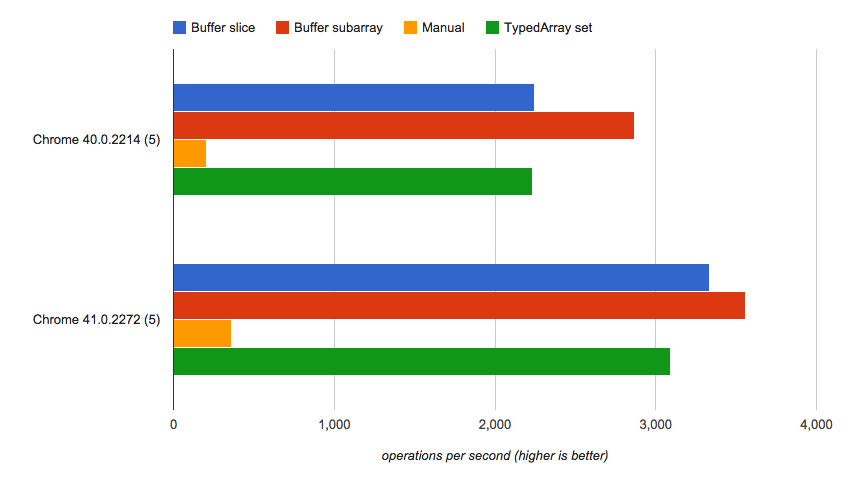 Buffer slice Buffer subarray Manual TypedArray set
Chrome 40.0.2214 (5)
Chrome 41.0.2272 (5)
0 1,000 2,000 3,000 4,000
operations per second (higher is better)